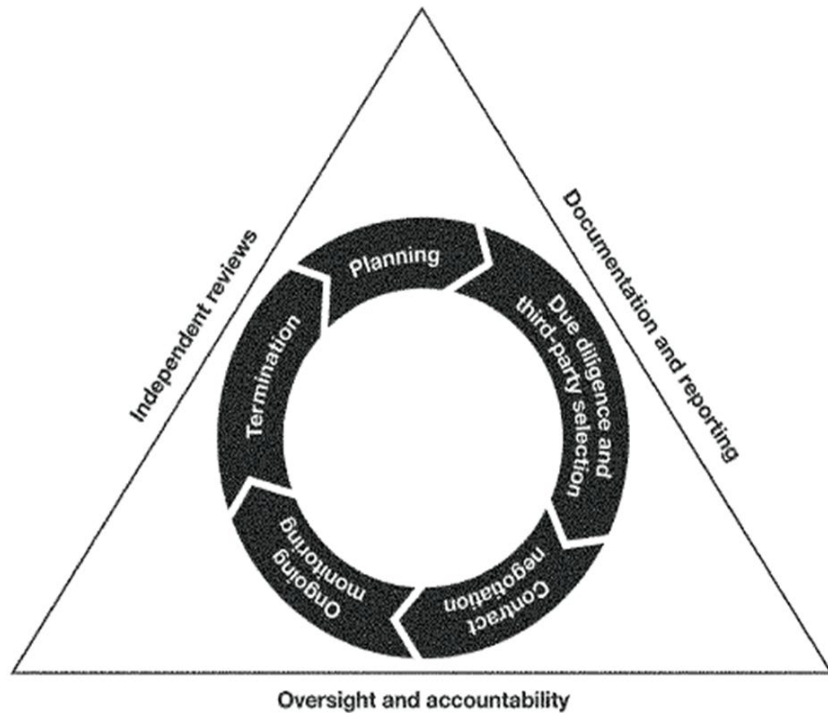 Independent reviews
Documentation and reporting
Planning
Due diligence and
third-party selection
Contract
negotiation
Ongoing
monitoring
Termination
Oversight and accountability